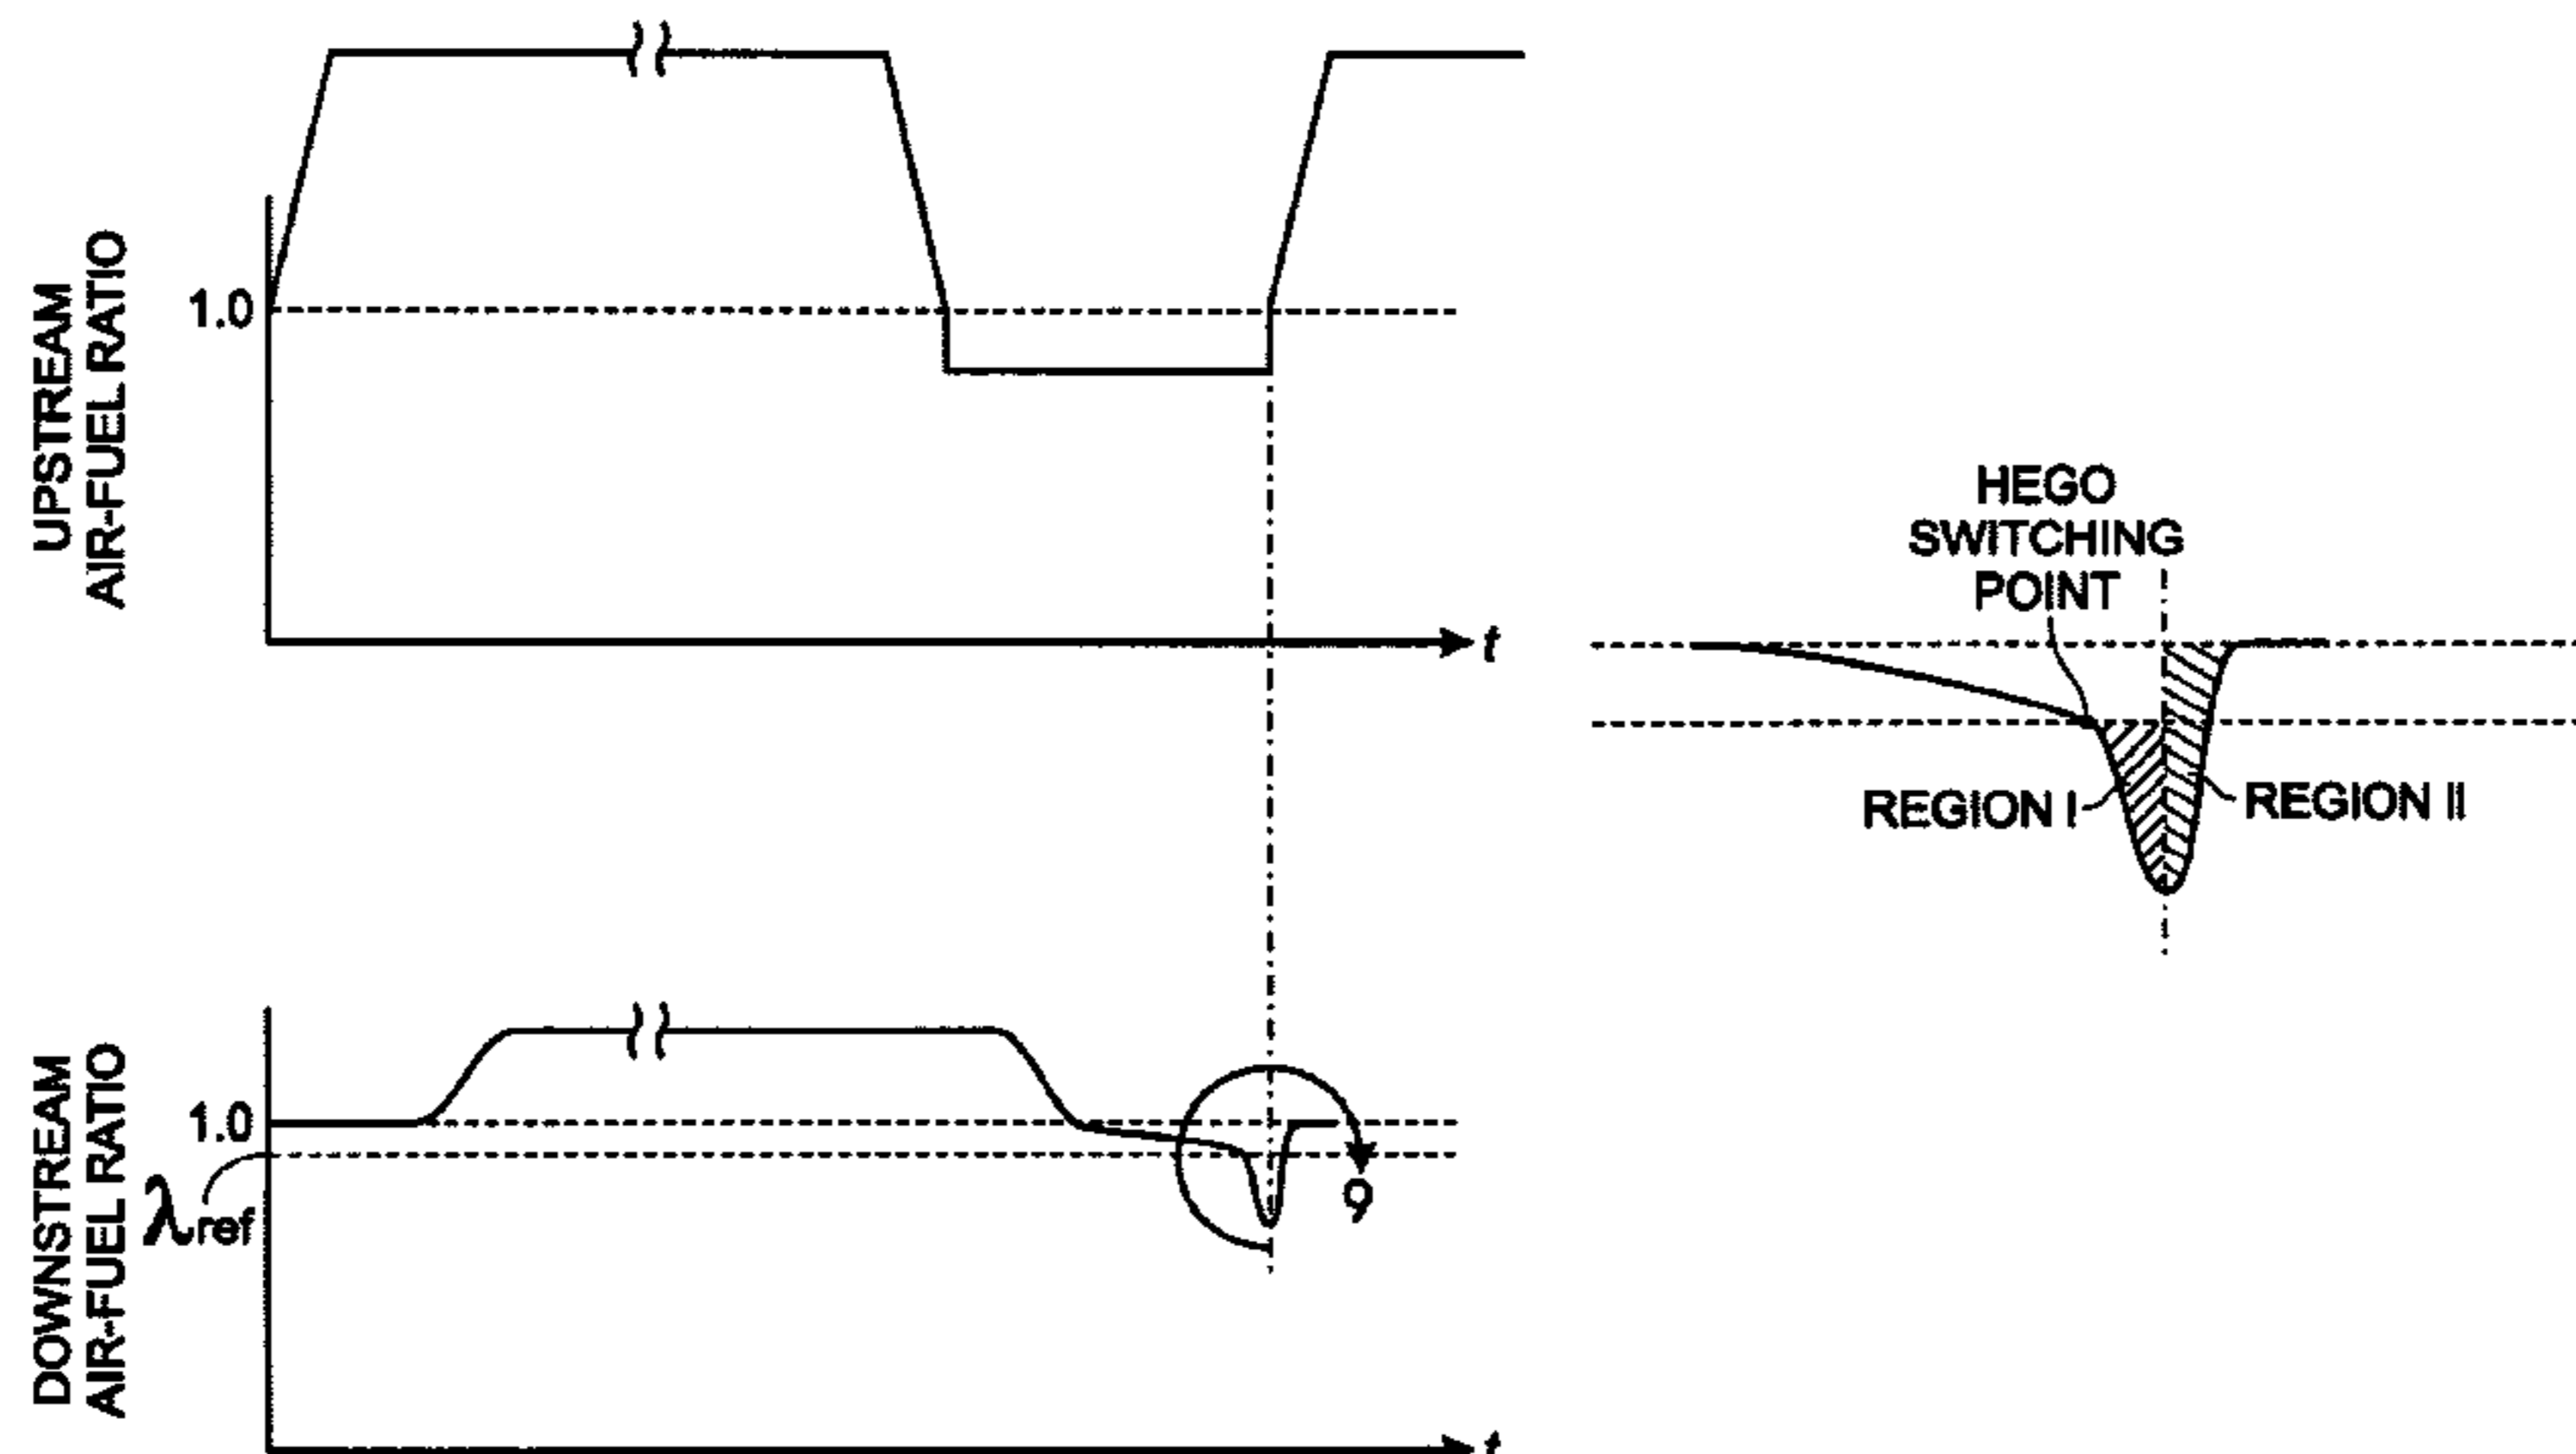 UPSTREAM
AIR-FUEL RATIO
1.0
t
HEGO
SWITCHING
POINT
REGION I
REGION II
DOWNSTREAM
AIR-FUEL RATIO
1.0
λref
9
t